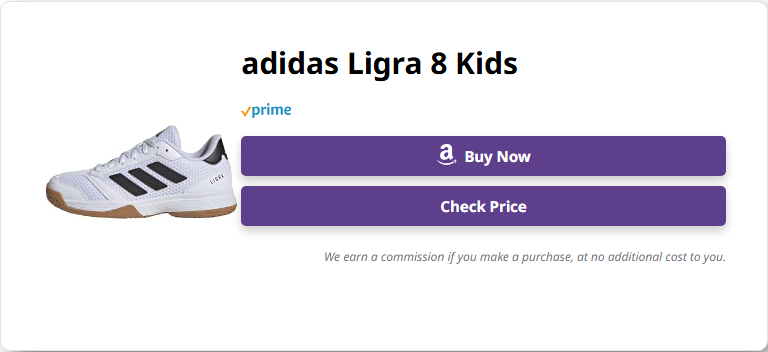 adidas Ligra 8 Kids
prime
Buy Now
Check Price
LIGRA
We earn a commission if you make a purchase, at no additional cost to you.